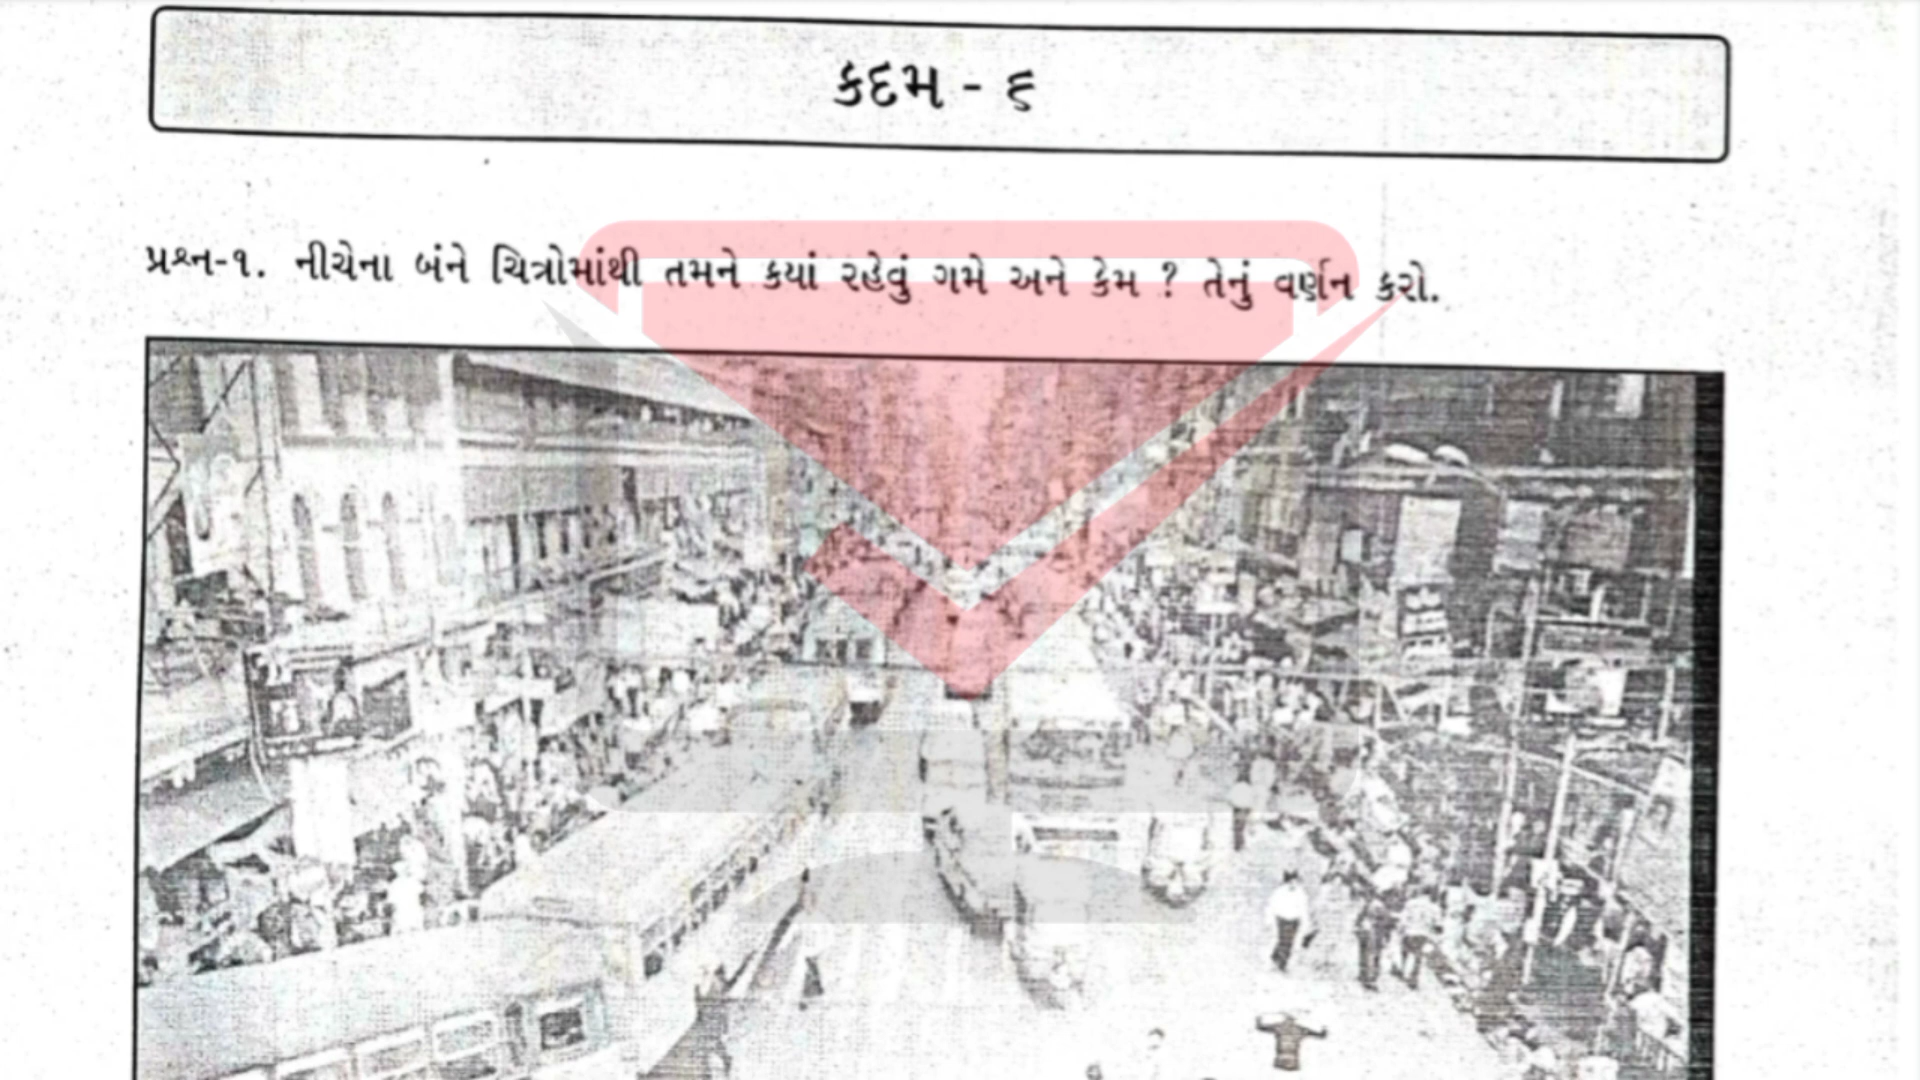 કદમ - ૬
પ્રશ્ન-૧. નીચેના બંને ચિત્રોમાંથી તમને કયાં રહેવું ગમે અને કેમ ? તેનું વર્ણન કરો.